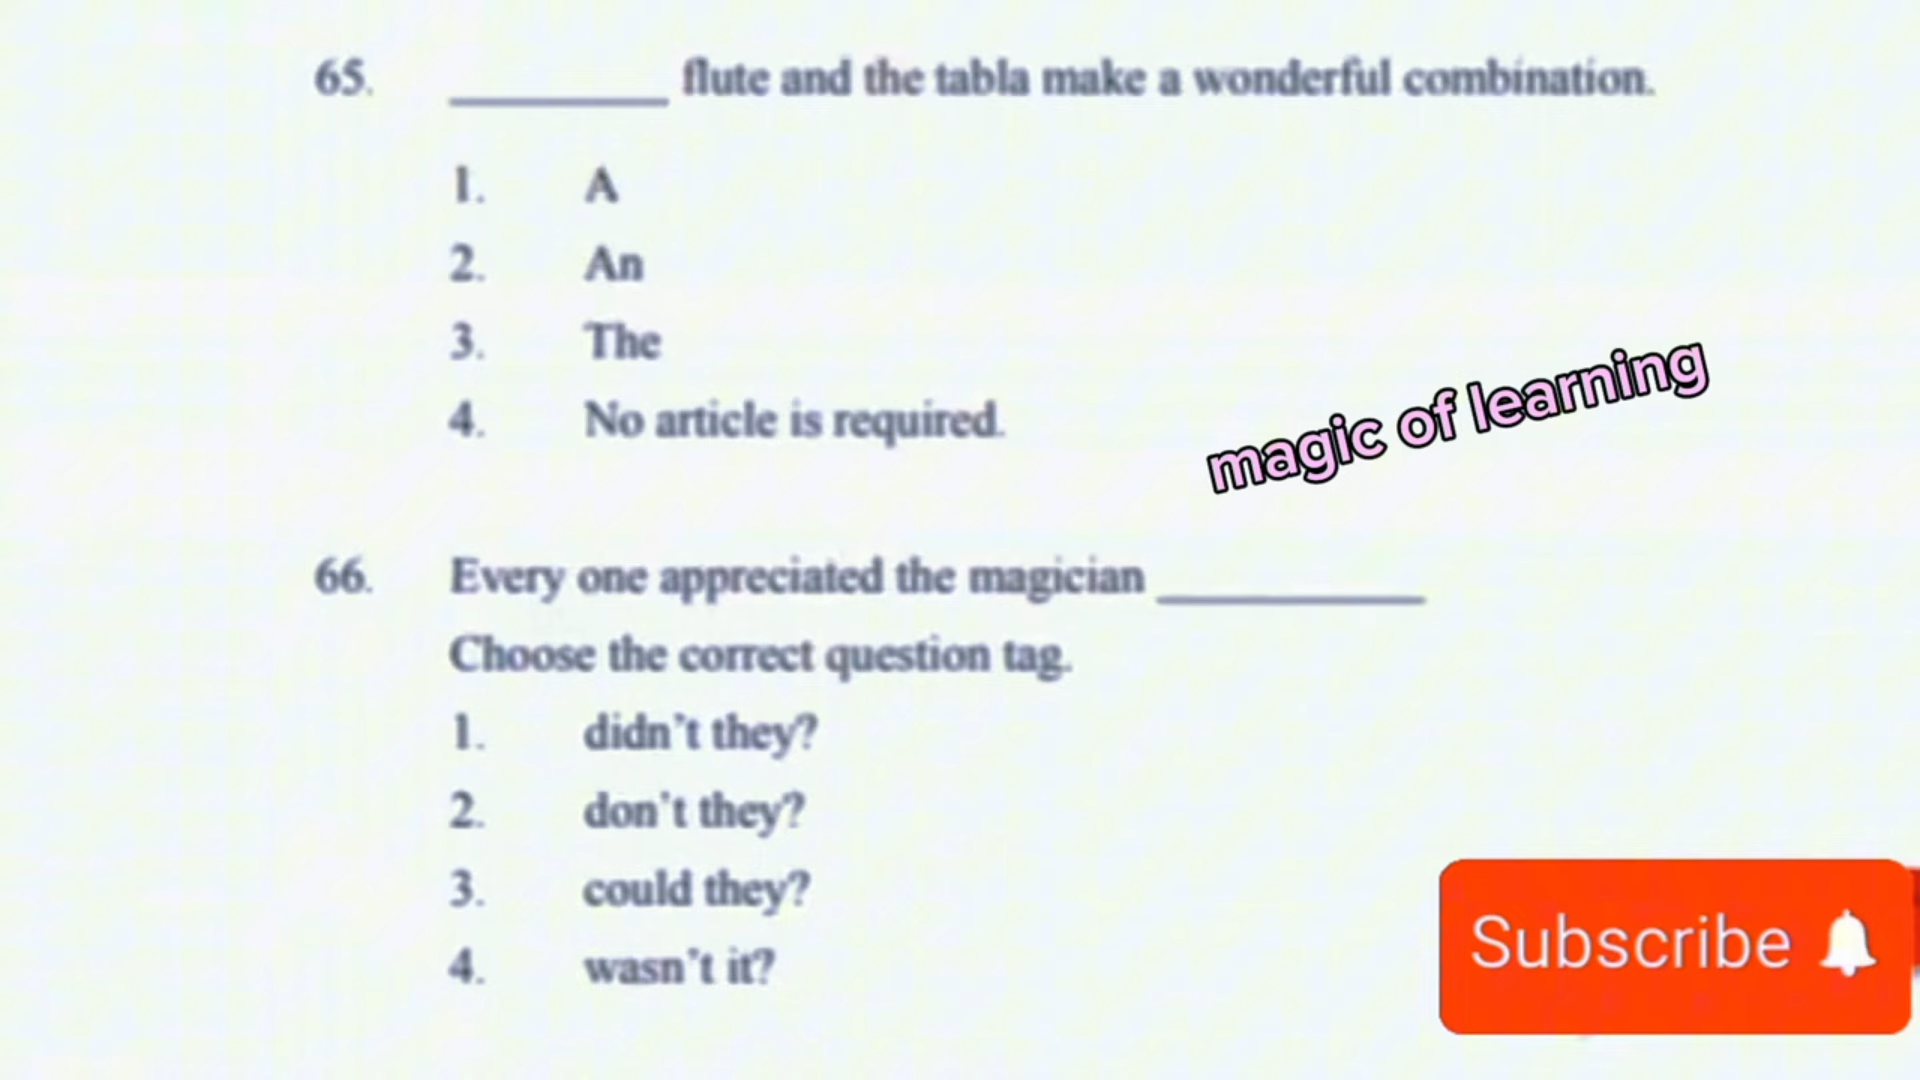 65. ________ flute and the tabla make a wonderful combination.
1. A
2. An
3. The
4. No article is required.
magic of learning
66. Every one appreciated the magician ________
Choose the correct question tag.
1. didn't they?
2. don't they?
3. could they?
4. wasn't it?
Subscribe